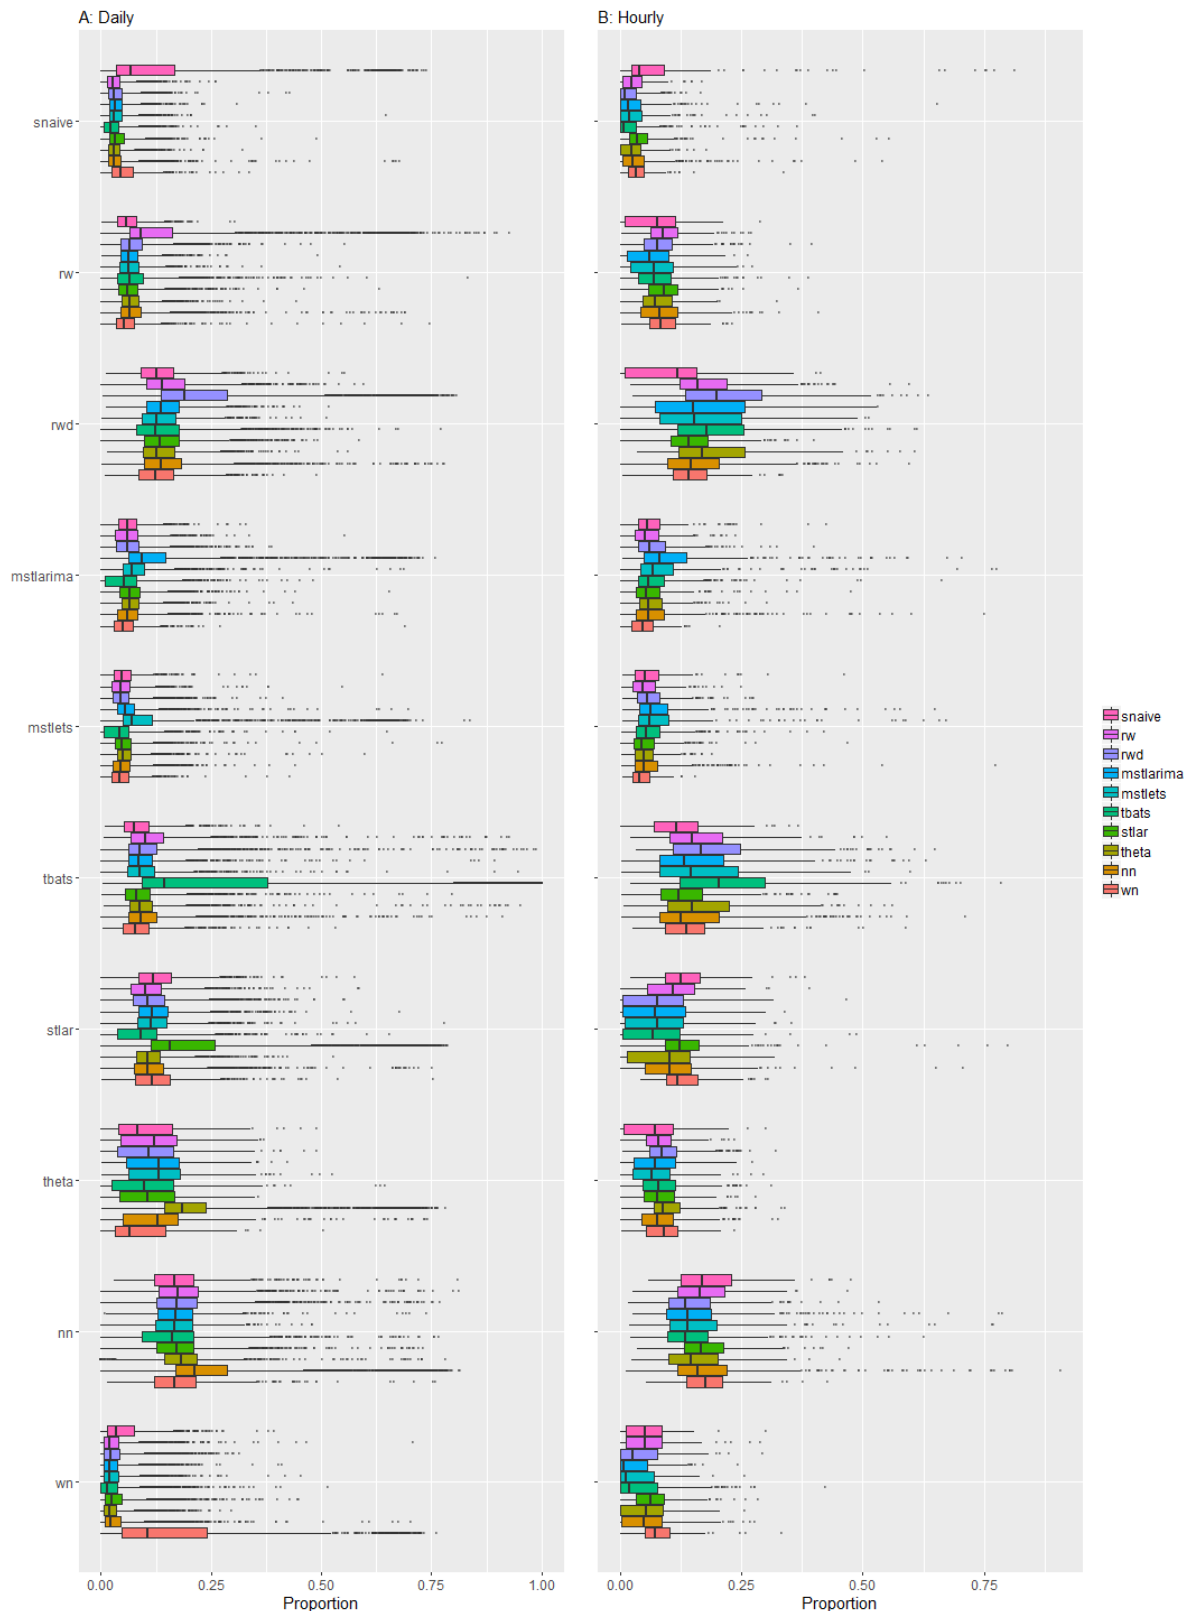 A: Daily
B: Hourly
snaive
rw
rwd
mstlarima
mstlets
tbats
stlar
theta
nn
wn
snaive
rw
rwd
mstlarima
mstlets
tbats
stlar
theta
nn
wn
0.00 0.25 0.50 0.75 1.00
0.00 0.25 0.50 0.75
Proportion
Proportion